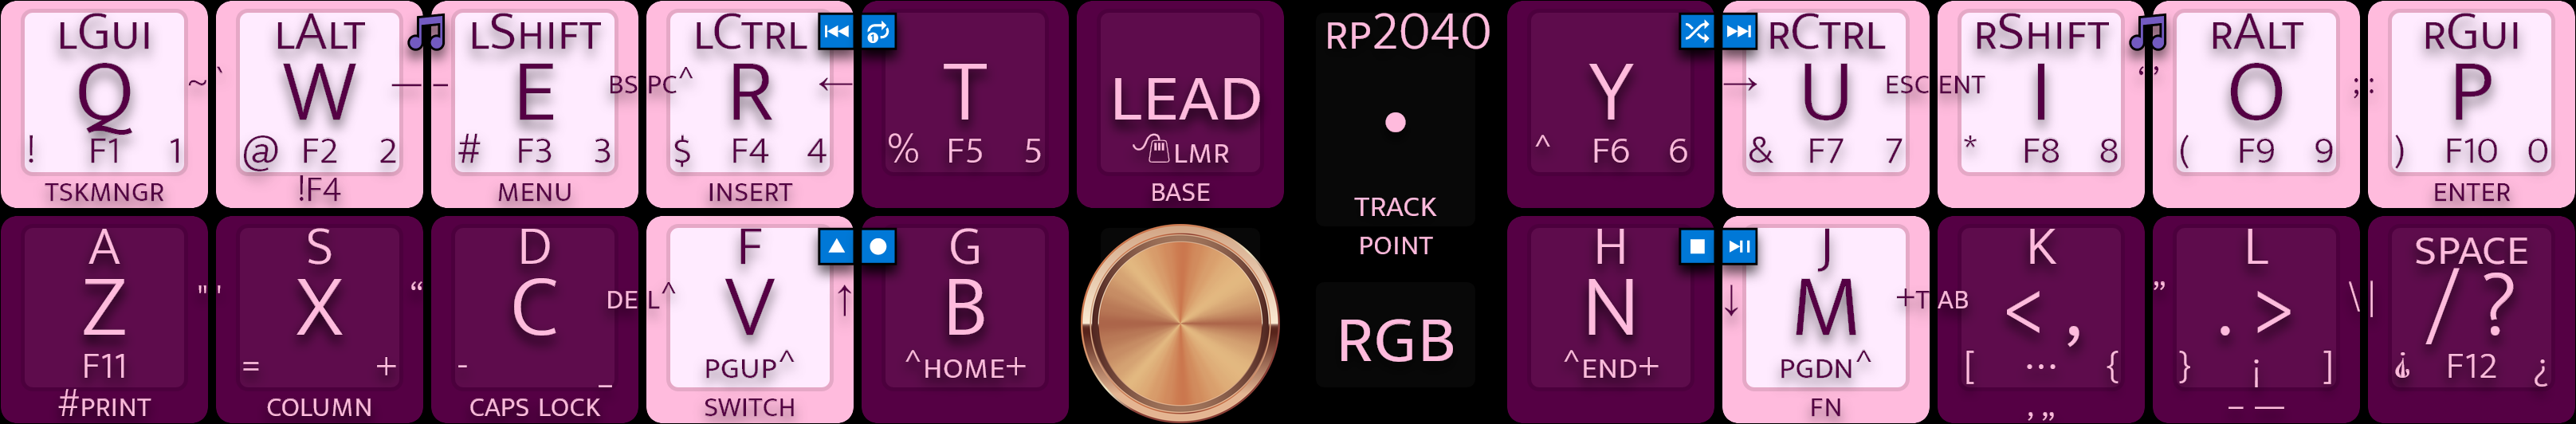 LGUI LALT LSHIFT LCTRL RP2040 RCTRL RSHIFT RALT RGUI
Q ~ ` W — – E BS PC^ R ← T LEAD Y → U ESC ENT I ‘ ’ O ; : P
! F1 1 @ F2 2 # F3 3 $ F4 4 % F5 5 LMR ^ F6 6 & F7 7 * F8 8 ( F9 9 ) F10 0
TSKMNGR !F4 MENU INSERT BASE TRACK ENTER
POINT
A S D F G H J K L SPACE
Z " ' X “ C DEL^ V ↑ B RGB N ↓ M +TAB < , ” . > \ | / ?
F11 = + - _ PGUP^ ^HOME+ ^END+ PGDN^ [ ... { } ¡ ] F12 ¿
#PRINT COLUMN CAPS LOCK SWITCH FN , „ – —